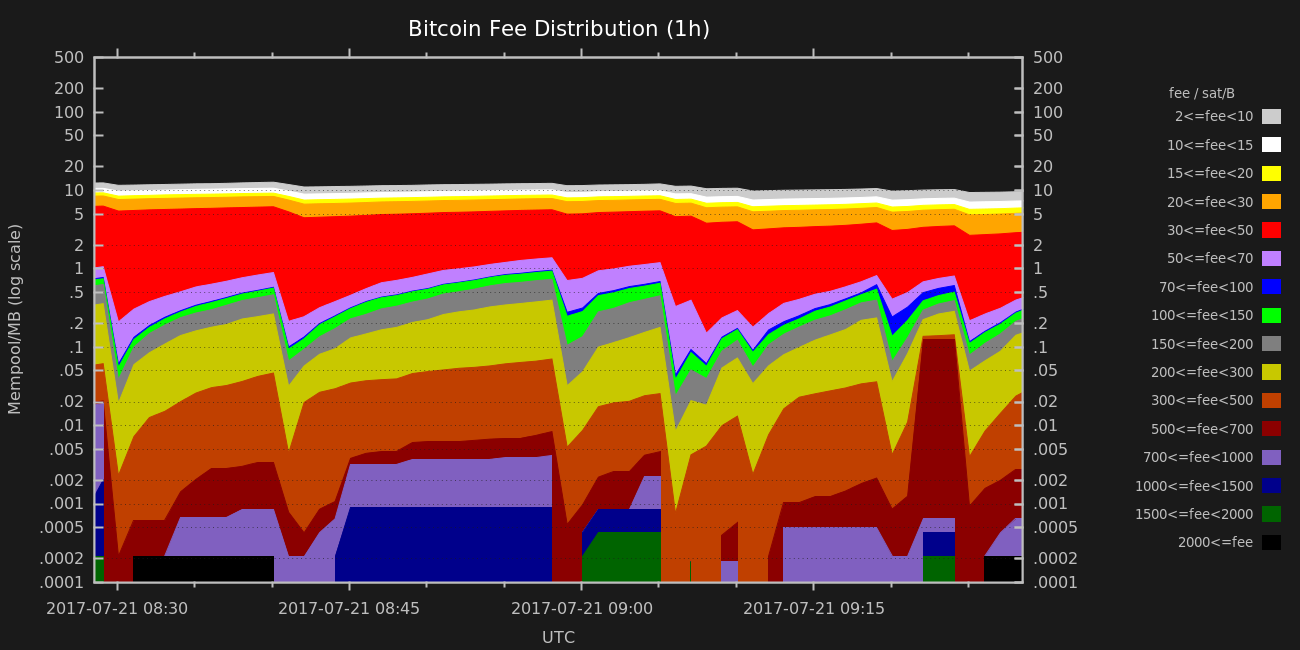 Bitcoin Fee Distribution (1h)
500 500
200 200
100 100
50 50
20 20
10 10
5 5
2 2
1 1
.5 .5
.2 .2
.1 .1
.05 .05
.02 .02
.01 .01
.005 .005
.002 .002
.001 .001
.0005 .0005
.0002 .0002
.0001 .0001
Mempool/MB (log scale)
2017-07-21 08:30 2017-07-21 08:45 2017-07-21 09:00 2017-07-21 09:15
UTC
fee / sat/B
2<=fee<10
10<=fee<15
15<=fee<20
20<=fee<30
30<=fee<50
50<=fee<70
70<=fee<100
100<=fee<150
150<=fee<200
200<=fee<300
300<=fee<500
500<=fee<700
700<=fee<1000
1000<=fee<1500
1500<=fee<2000
2000<=fee